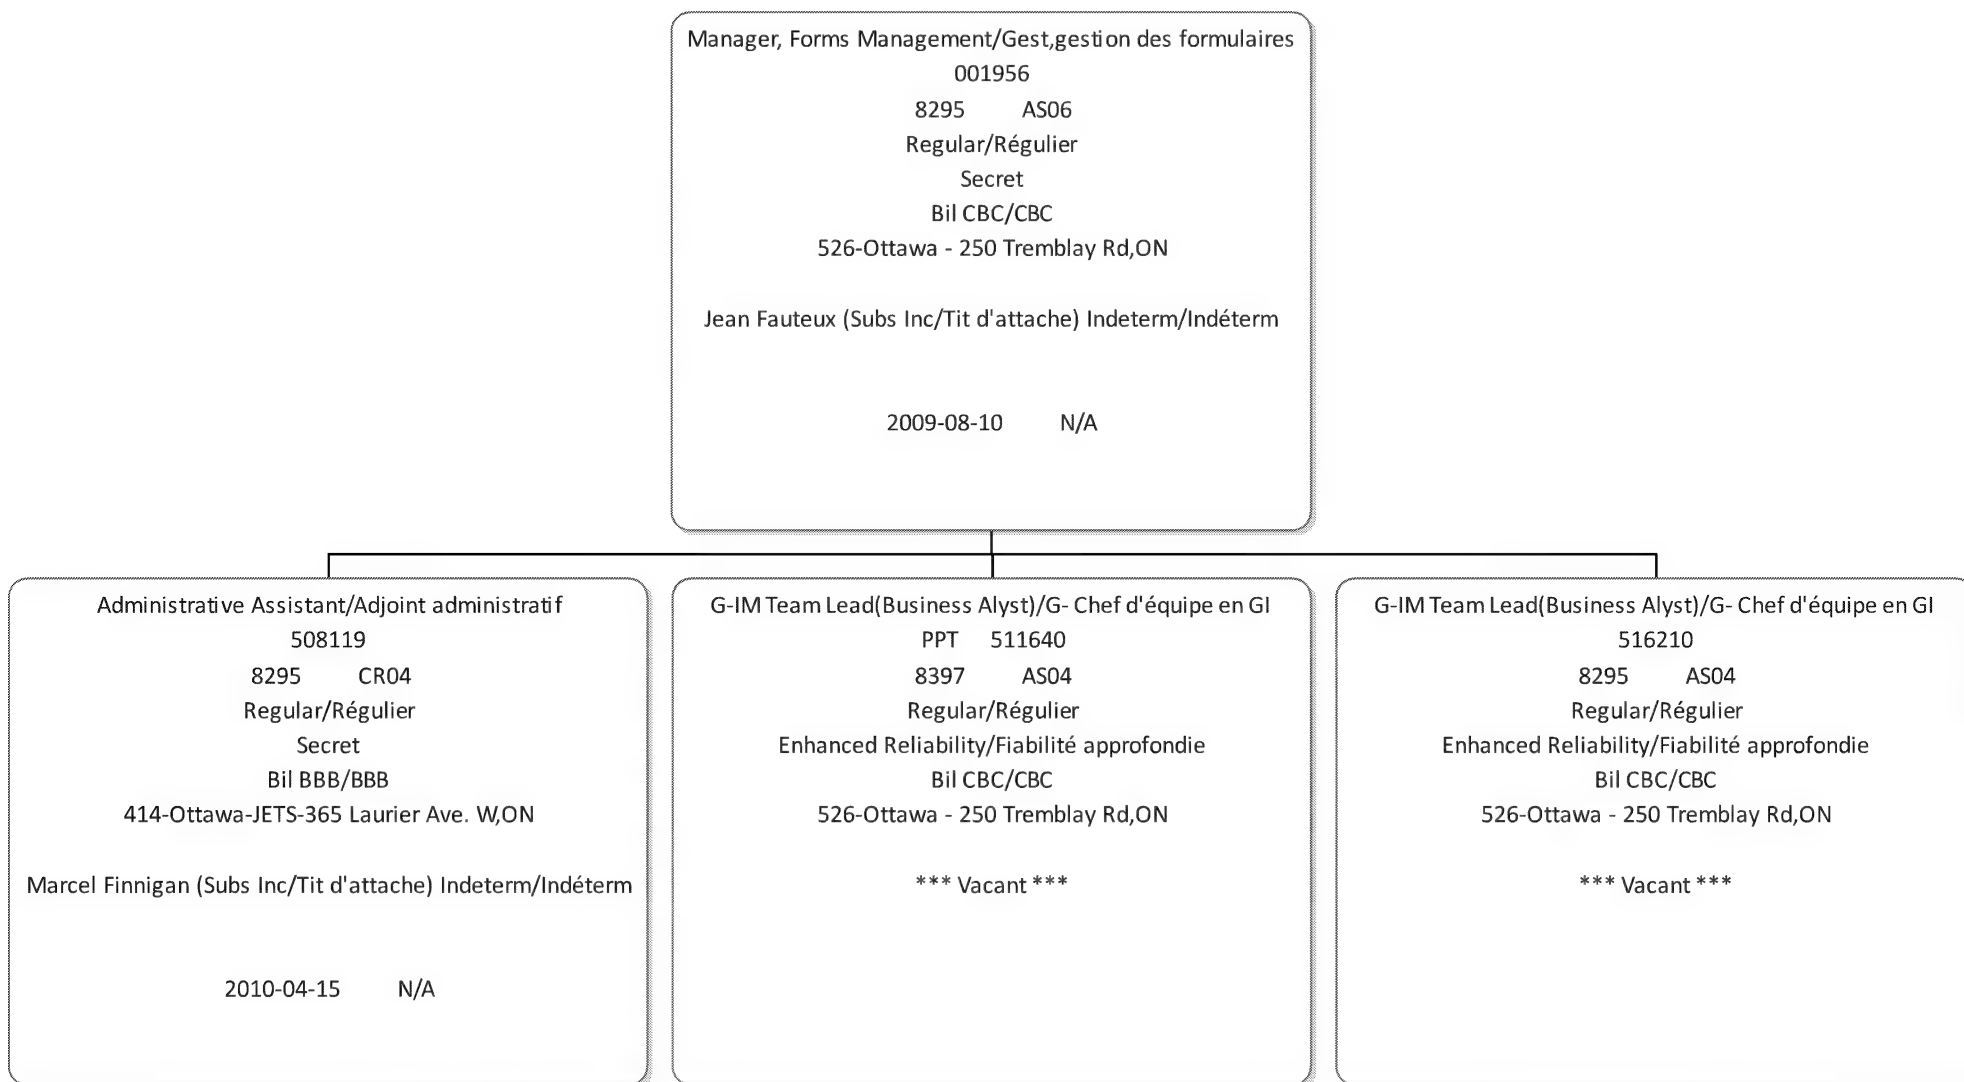 Manager, Forms Management/Gest,gestion des formulaires
001956
8295 AS06
Regular/Régulier
Secret
Bil CBC/CBC
526-Ottawa - 250 Tremblay Rd,ON
Jean Fauteux (Subs Inc/Tit d'attache) Indeterm/Indéterm
2009-08-10 N/A
Administrative Assistant/Adjoint administratif
508119
8295 CR04
Regular/Régulier
Secret
Bil BBB/BBB
414-Ottawa-JETS-365 Laurier Ave. W,ON
Marcel Finnigan (Subs Inc/Tit d'attache) Indeterm/Indéterm
2010-04-15 N/A
G-IM Team Lead(Business Alyst)/G- Chef d'équipe en GI
PPT 511640
8397 AS04
Regular/Régulier
Enhanced Reliability/Fiabilité approfondie
Bil CBC/CBC
526-Ottawa - 250 Tremblay Rd,ON
*** Vacant ***
G-IM Team Lead(Business Alyst)/G- Chef d'équipe en GI
516210
8295 AS04
Regular/Régulier
Enhanced Reliability/Fiabilité approfondie
Bil CBC/CBC
526-Ottawa - 250 Tremblay Rd,ON
*** Vacant ***